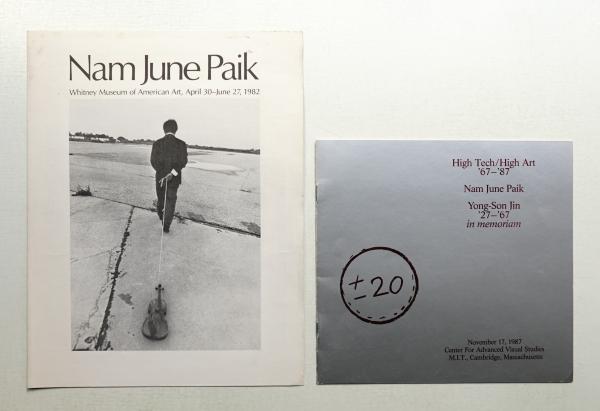 Nam June Paik
Whitney Museum of American Art, April 30–June 27, 1982
High Tech/High Art
'67–'87
Nam June Paik
Yong-Son Jin
'27–'67
in memoriam
±20
November 17, 1987
Center For Advanced Visual Studies
M.I.T., Cambridge, Massachusetts